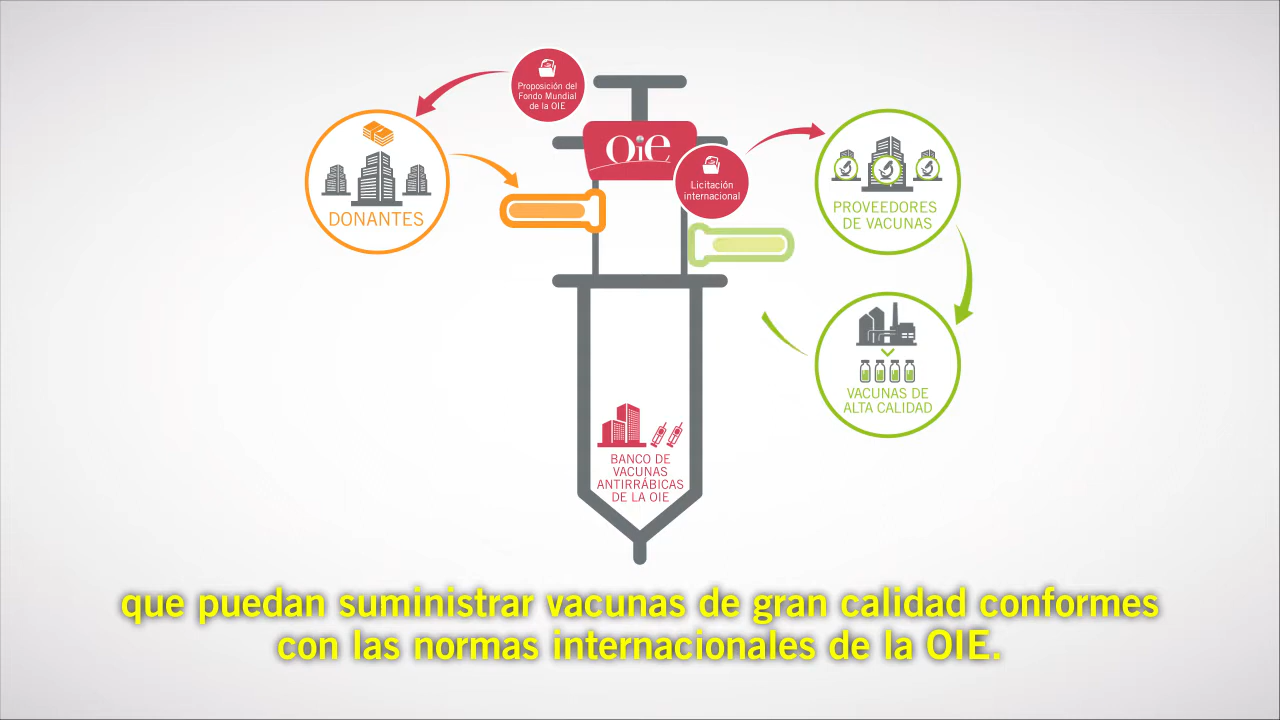 Proposición del
Fondo Mundial
de la OIE
OiE
Licitación
internacional
DONANTES
PROVEEDORES
DE VACUNAS
VACUNAS DE
ALTA CALIDAD
BANCO DE
VACUNAS
ANTIRRÁBICAS
DE LA OIE
que puedan suministrar vacunas de gran calidad conformes
con las normas internacionales de la OIE.